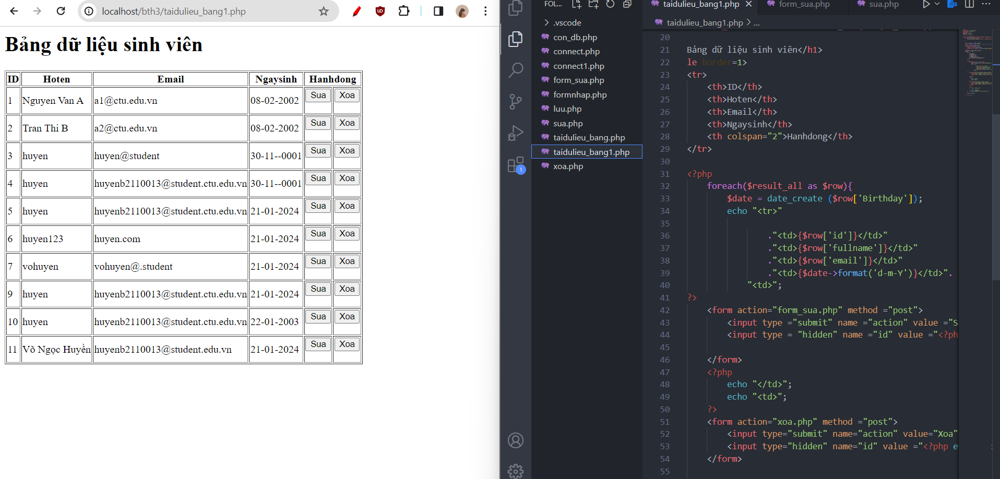 localhost/bth3/taidulieu_bang1.php
Bảng dữ liệu sinh viên
ID Hoten Email Ngaysinh Hanhdong
1 Nguyen Van A a1@ctu.edu.vn 08-02-2002 Sua Xoa
2 Tran Thi B a2@ctu.edu.vn 08-02-2002 Sua Xoa
3 huyen huyen@student 30-11--0001 Sua Xoa
4 huyen huyenb2110013@student.ctu.edu.vn 30-11--0001 Sua Xoa
5 huyen huyenb2110013@student.ctu.edu.vn 21-01-2024 Sua Xoa
6 huyen123 huyen.com 21-01-2024 Sua Xoa
7 vohuyen vohuyen@.student 21-01-2024 Sua Xoa
9 huyen huyenb2110013@student.ctu.edu.vn 21-01-2024 Sua Xoa
10 huyen huyenb2110013@student.ctu.edu.vn 22-01-2003 Sua Xoa
11 Võ Ngọc Huyền huyenb2110013@student.edu.vn 21-01-2024 Sua Xoa
1
FOL...
.vscode
con_db.php
connect.php
connect1.php
form_sua.php
formnhap.php
luu.php
sua.php
taidulieu_bang.php
taidulieu_bang1.php
xoa.php
taidulieu_bang1.php form_sua.php sua.php
taidulieu_bang1.php > ...
20
21 Bảng dữ liệu sinh viên</h1>
22 le border=1>
23 <tr>
24 <th>ID</th>
25 <th>Hoten</th>
26 <th>Email</th>
27 <th>Ngaysinh</th>
28 <th colspan="2">Hanhdong</th>
29 </tr>
30
31 <?php
32 foreach($result_all as $row){
33 $date = date_create ($row['Birthday']);
34 echo "<tr>"
35
36 ."<td>{$row['id']}</td>"
37 ."<td>{$row['fullname']}</td>"
38 ."<td>{$row['email']}</td>"
39 ."<td>{$date->format('d-m-Y')}</td>".
40 "<td>";
41 ?>
42 <form action="form_sua.php" method ="post">
43 <input type ="submit" name ="action" value ="S
44 <input type = "hidden" name ="id" value ="<?ph
45
46 </form>
47 <?php
48 echo "</td>";
49 echo "<td>";
50 ?>
51 <form action="xoa.php" method ="post">
52 <input type="submit" name="action" value="Xoa"
53 <input type="hidden" name="id" value ="<?php e
54 </form>
55